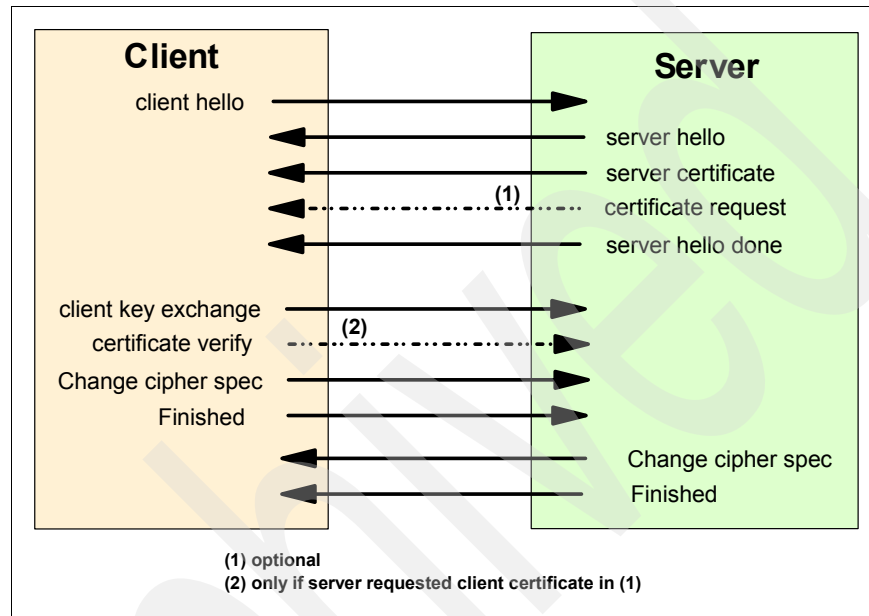 Client
Server
client hello
server hello
server certificate
(1)
certificate request
server hello done
client key exchange
(2)
certificate verify
Change cipher spec
Finished
Change cipher spec
Finished
(1) optional
(2) only if server requested client certificate in (1)